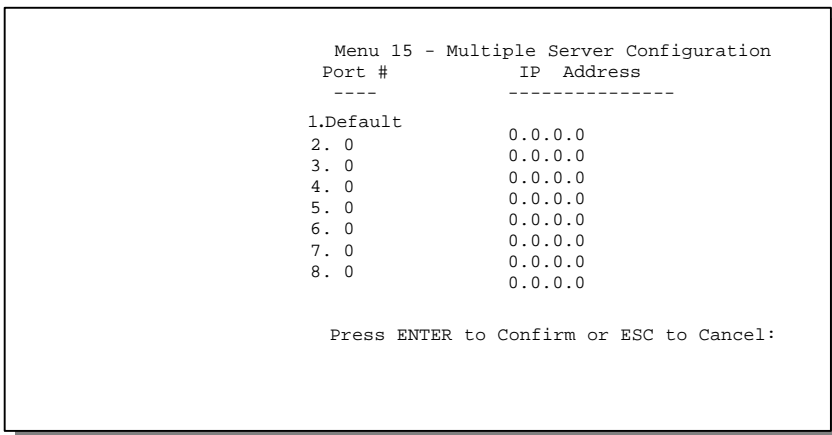 Menu 15 - Multiple Server Configuration
Port # IP Address
---- ---------------
1.Default 0.0.0.0
2. 0 0.0.0.0
3. 0 0.0.0.0
4. 0 0.0.0.0
5. 0 0.0.0.0
6. 0 0.0.0.0
7. 0 0.0.0.0
8. 0 0.0.0.0
Press ENTER to Confirm or ESC to Cancel: